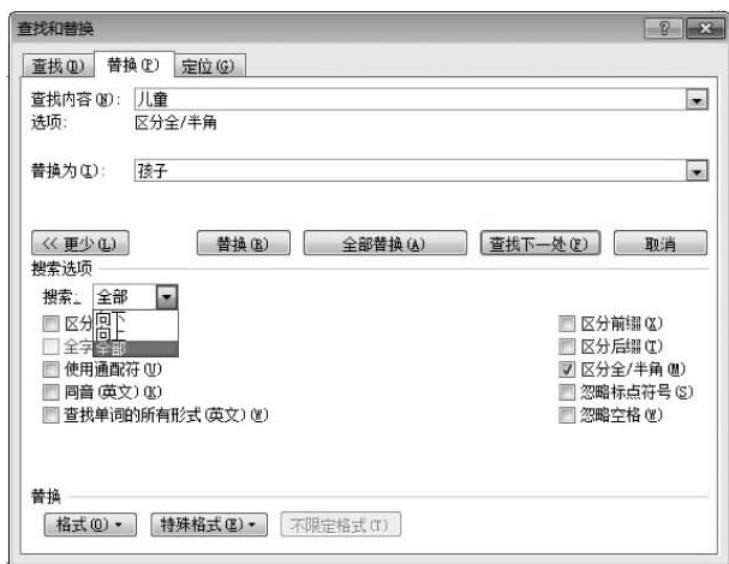 查找和替换
查找(D) 替换(P) 定位(G)
查找内容(N): 儿童
选项: 区分全/半角
替换为(I): 孩子
<< 更少(L) 替换(R) 全部替换(A) 查找下一处(F) 取消
搜索选项
搜索: 全部
向下
向上
全部
区分 区分前缀(X)
全字 区分后缀(T)
使用通配符(U) 区分全/半角(M)
同音(英文)(K) 忽略标点符号(S)
查找单词的所有形式(英文)(W) 忽略空格(W)
替换
格式(O) 特殊格式(E) 不限定格式(T)